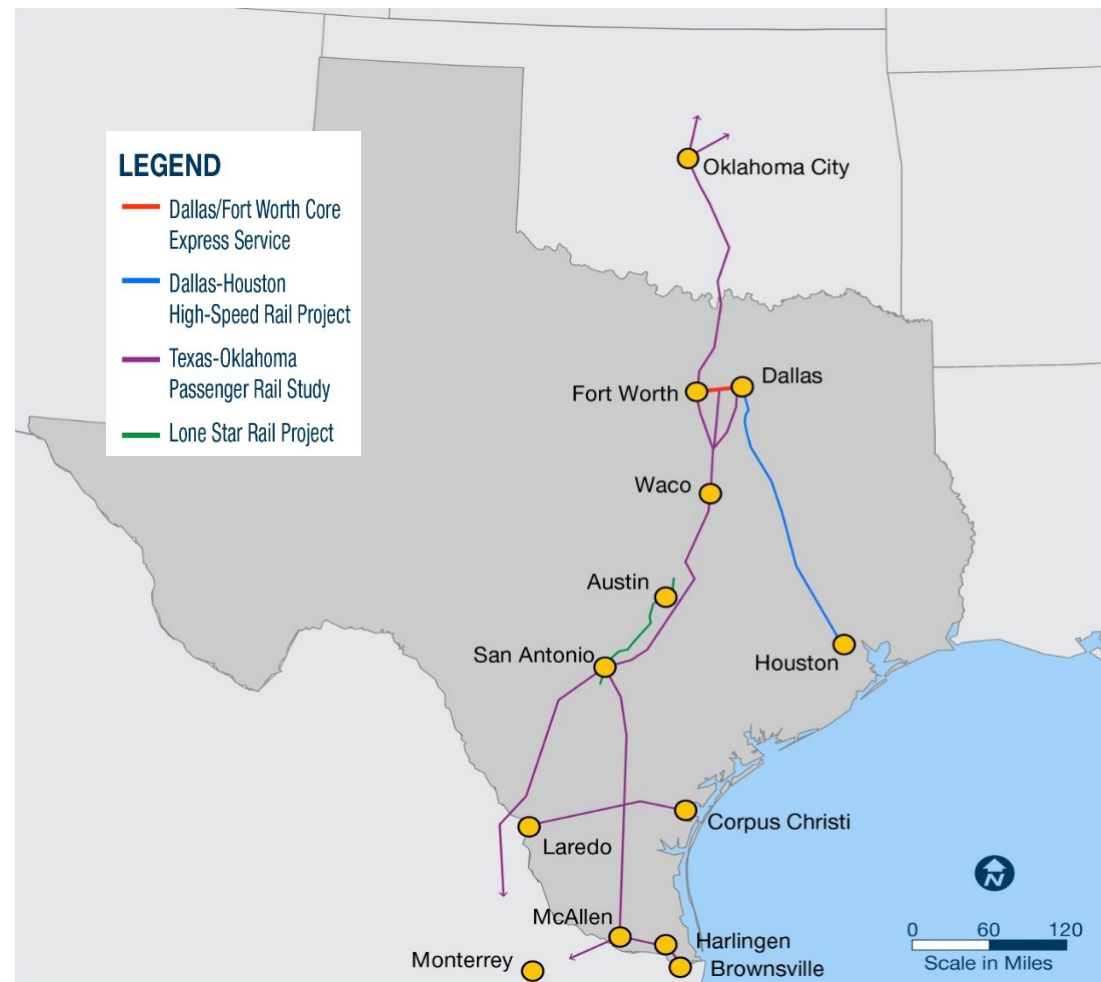 Oklahoma City
LEGEND
Dallas/Fort Worth Core
Express Service
Dallas-Houston
High-Speed Rail Project
Texas-Oklahoma
Passenger Rail Study
Lone Star Rail Project
Fort Worth
Dallas
Waco
Austin
San Antonio
Houston
Corpus Christi
Laredo
McAllen
Harlingen
Monterrey
Brownsville
N
0 60 120
Scale in Miles